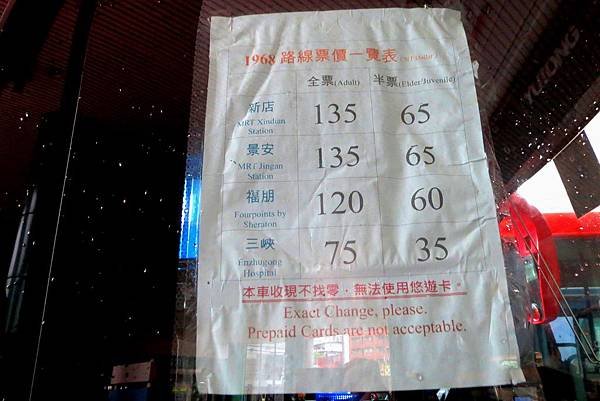 1968 路線票價一覽表
全票(Adult) 半票(Elder/Juvenile)
新店 135 65
MRT Xindian
Station
景安 135 65
MRT Jingan
Station
福朋 120 60
Fourpoints by
Sheraton
三峽 75 35
Enzhugong
Hospital
本車收現不找零，無法使用悠遊卡。
Exact Change, please.
Prepaid Cards are not acceptable.
YUTONG